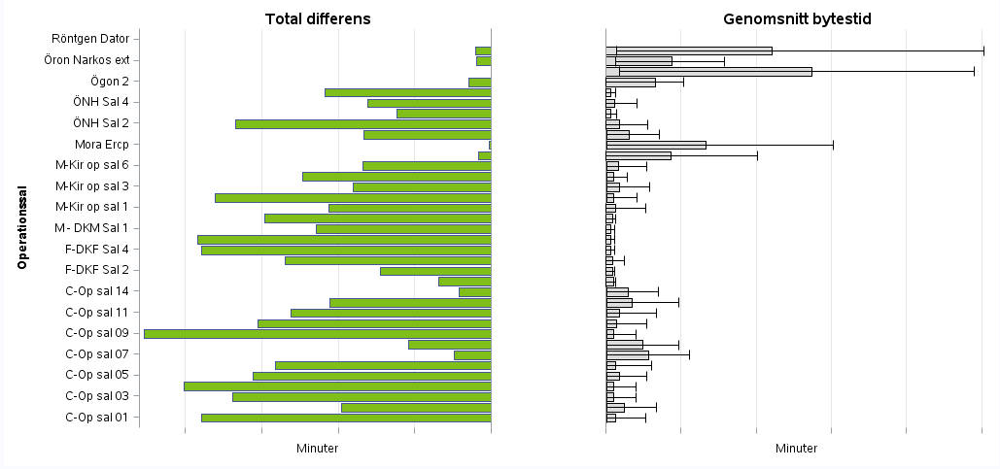 Total differens
Genomsnitt bytestid
Operationssal
Röntgen Dator
Öron Narkos ext
Ögon 2
ÖNH Sal 4
ÖNH Sal 2
Mora Ercp
M-Kir op sal 6
M-Kir op sal 3
M-Kir op sal 1
M - DKM Sal 1
F-DKF Sal 4
F-DKF Sal 2
C-Op sal 14
C-Op sal 11
C-Op sal 09
C-Op sal 07
C-Op sal 05
C-Op sal 03
C-Op sal 01
Minuter
Minuter